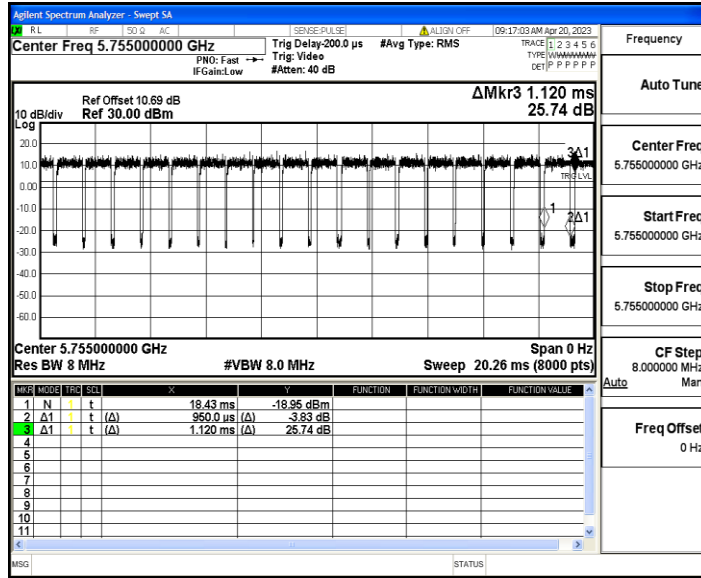 Agilent Spectrum Analyzer - Swept SA
RL RF 50 Ω AC SENSE:PULSE ALIGN OFF 09:17:03 AM Apr 20, 2023
Center Freq 5.755000000 GHz
PNO: Fast
IFGain:Low
Trig Delay-200.0 µs
Trig: Video
#Atten: 40 dB
#Avg Type: RMS
TRACE 1 2 3 4 5 6
TYPE
DET P P P P P P
ΔMkr3 1.120 ms
25.74 dB
Ref Offset 10.69 dB
10 dB/div Ref 30.00 dBm
Log
20.0
10.0
0.00
-10.0
-20.0
-30.0
-40.0
-50.0
-60.0
3Δ1
TRIG LVL
1
2Δ1
Center 5.755000000 GHz Span 0 Hz
Res BW 8 MHz #VBW 8.0 MHz Sweep 20.26 ms (8000 pts)
MKR MODE TRC SCL X Y FUNCTION FUNCTION WIDTH FUNCTION VALUE
1 N 1 t 18.43 ms -18.95 dBm
2 Δ1 1 t (Δ) 950.0 µs (Δ) -3.83 dB
3 Δ1 1 t (Δ) 1.120 ms (Δ) 25.74 dB
4
5
6
7
8
9
10
11
MSG STATUS
Frequency
Auto Tune
Center Freq
5.755000000 GHz
Start Freq
5.755000000 GHz
Stop Freq
5.755000000 GHz
CF Step
8.000000 MHz
Auto Man
Freq Offset
0 Hz